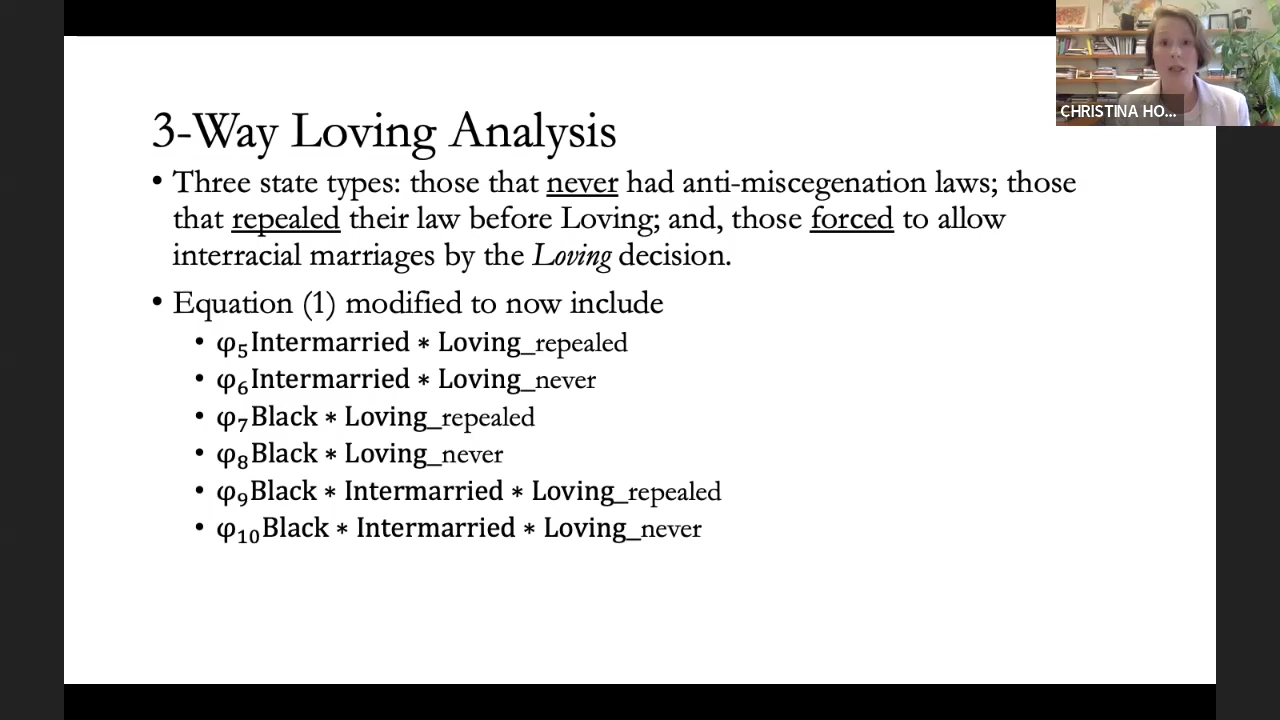 CHRISTINA HO...
3-Way Loving Analysis
• Three state types: those that never had anti-miscegenation laws; those
that repealed their law before Loving; and, those forced to allow
interracial marriages by the Loving decision.
• Equation (1) modified to now include
• φ₅Intermarried ∗ Loving_repealed
• φ₆Intermarried ∗ Loving_never
• φ₇Black ∗ Loving_repealed
• φ₈Black ∗ Loving_never
• φ₉Black ∗ Intermarried ∗ Loving_repealed
• φ₁₀Black ∗ Intermarried ∗ Loving_never